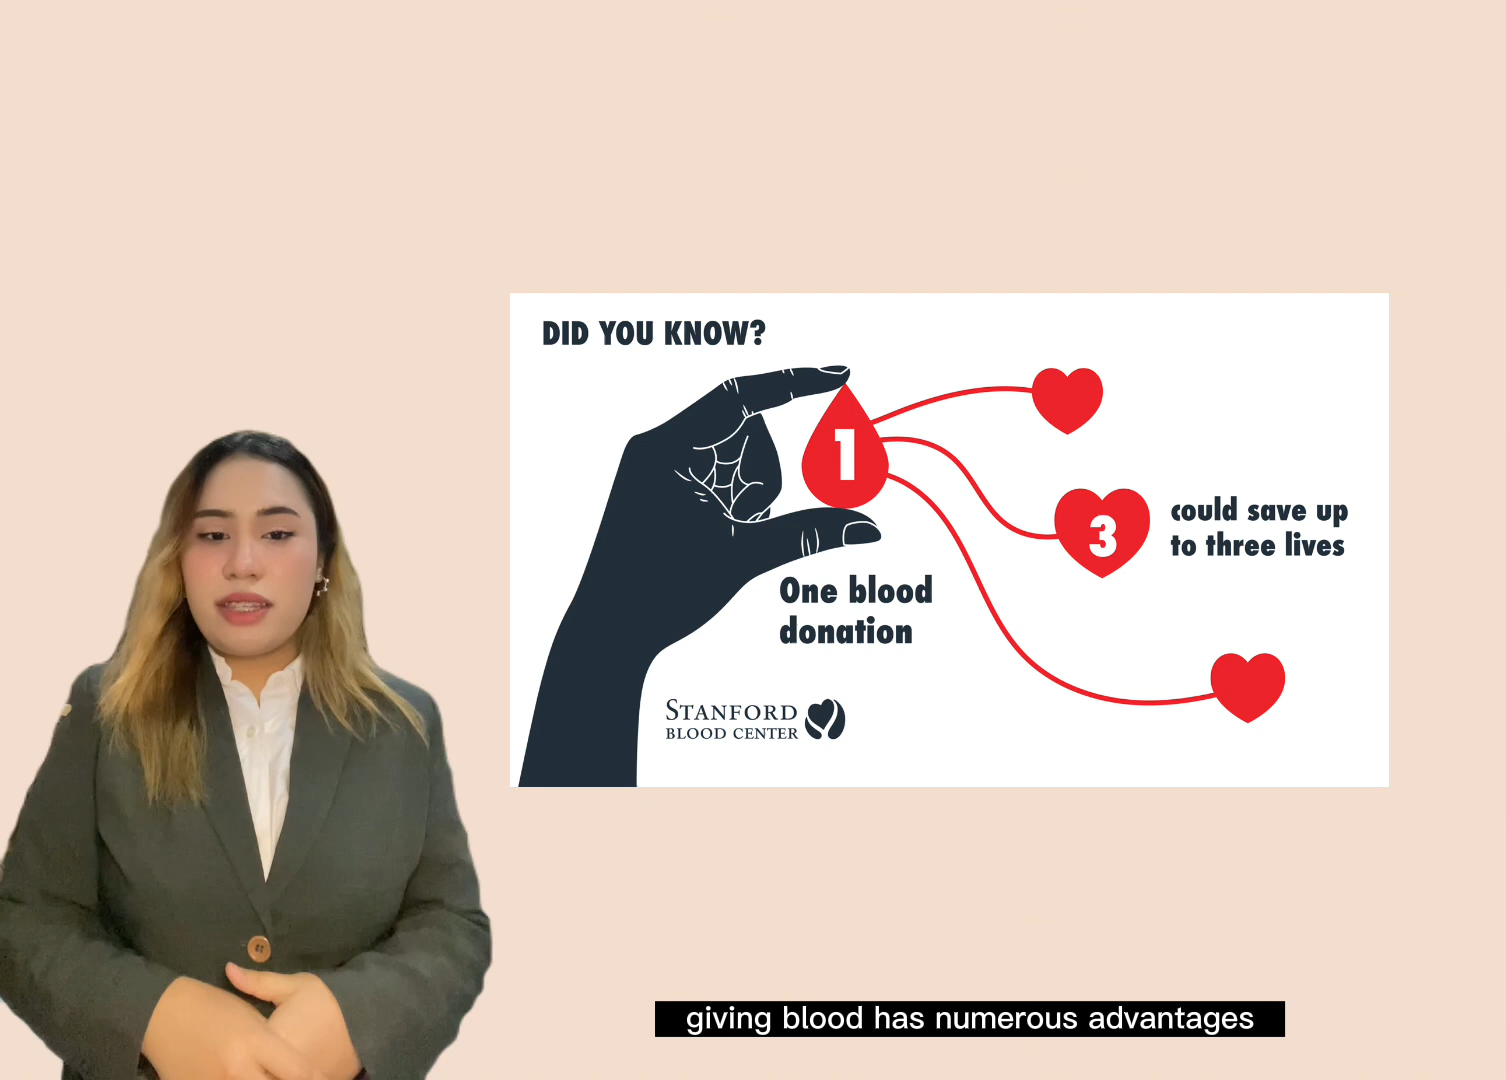 DID YOU KNOW?
1
3
could save up
to three lives
One blood
donation
STANFORD
BLOOD CENTER
giving blood has numerous advantages